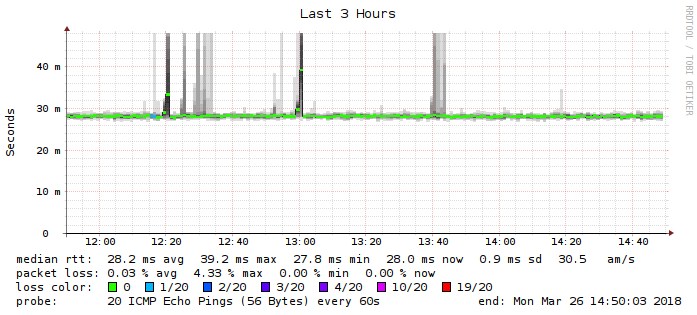 Last 3 Hours
RRDTOOL / TOBI OETIKER
Seconds
40 m
30 m
20 m
10 m
0
12:00 12:20 12:40 13:00 13:20 13:40 14:00 14:20 14:40
median rtt: 28.2 ms avg 39.2 ms max 27.8 ms min 28.0 ms now 0.9 ms sd 30.5 am/s
packet loss: 0.03 % avg 4.33 % max 0.00 % min 0.00 % now
loss color: 0 1/20 2/20 3/20 4/20 10/20 19/20
probe: 20 ICMP Echo Pings (56 Bytes) every 60s end: Mon Mar 26 14:50:03 2018